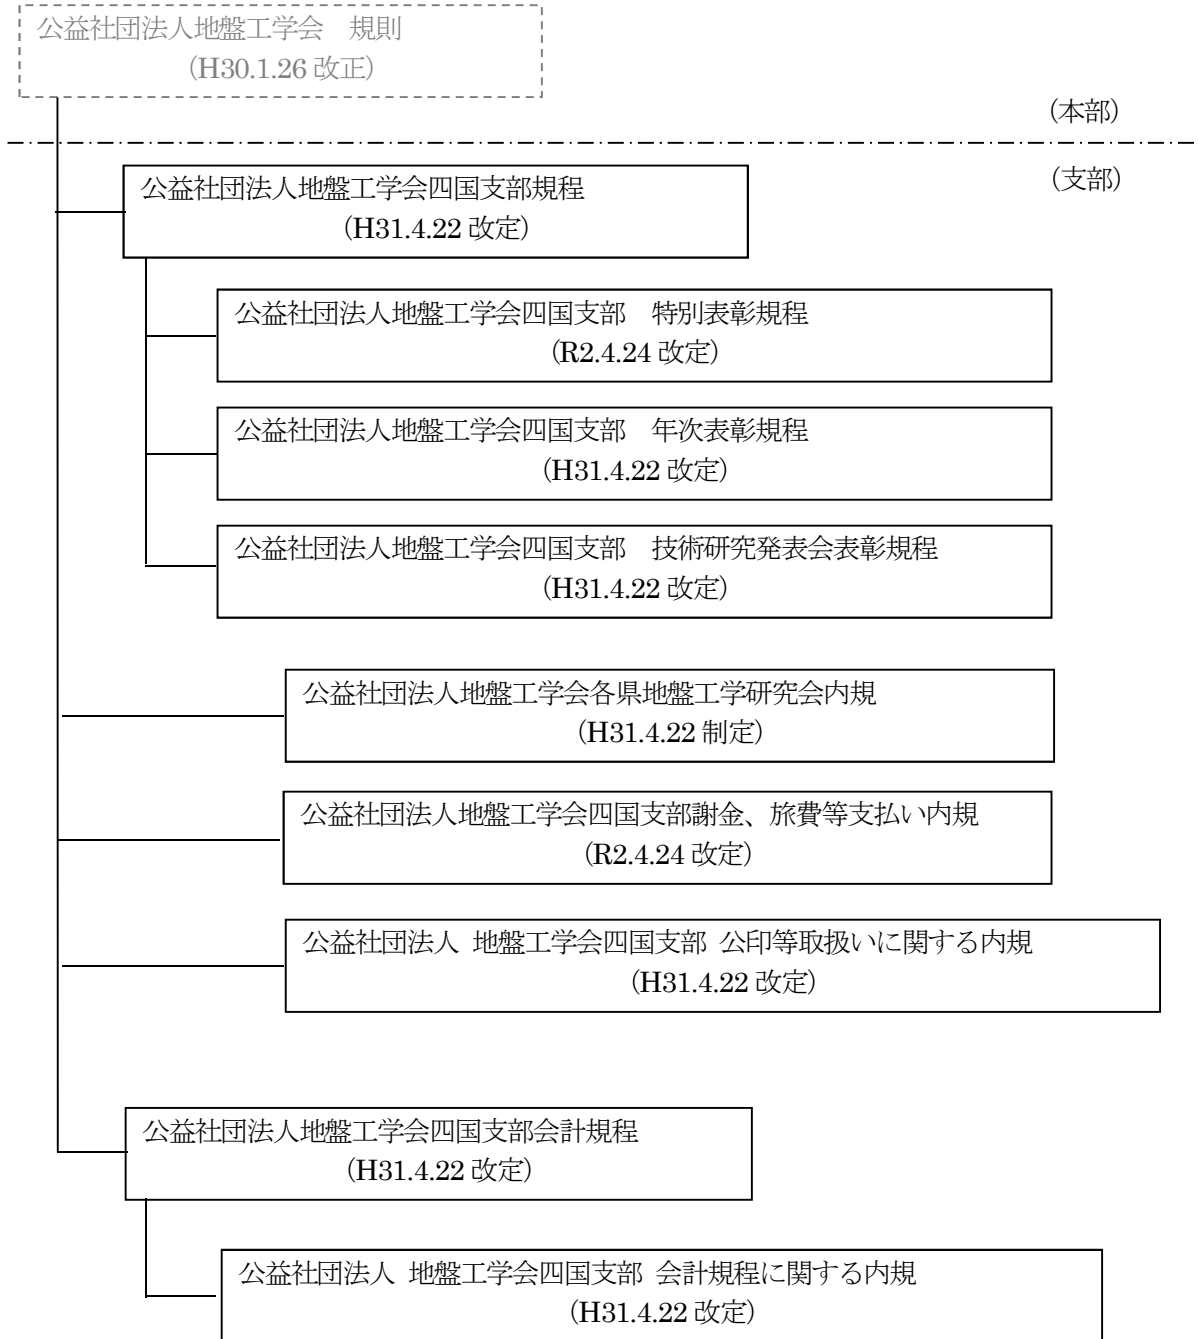 公益社団法人地盤工学会　規則
(H30.1.26 改正)
(本部)
(支部)
公益社団法人地盤工学会四国支部規程
(H31.4.22 改定)
公益社団法人地盤工学会四国支部　特別表彰規程
(R2.4.24 改定)
公益社団法人地盤工学会四国支部　年次表彰規程
(H31.4.22 改定)
公益社団法人地盤工学会四国支部　技術研究発表会表彰規程
(H31.4.22 改定)
公益社団法人地盤工学会各県地盤工学研究会内規
(H31.4.22 制定)
公益社団法人地盤工学会四国支部謝金、旅費等支払い内規
(R2.4.24 改定)
公益社団法人 地盤工学会四国支部 公印等取扱いに関する内規
(H31.4.22 改定)
公益社団法人地盤工学会四国支部会計規程
(H31.4.22 改定)
公益社団法人 地盤工学会四国支部 会計規程に関する内規
(H31.4.22 改定)